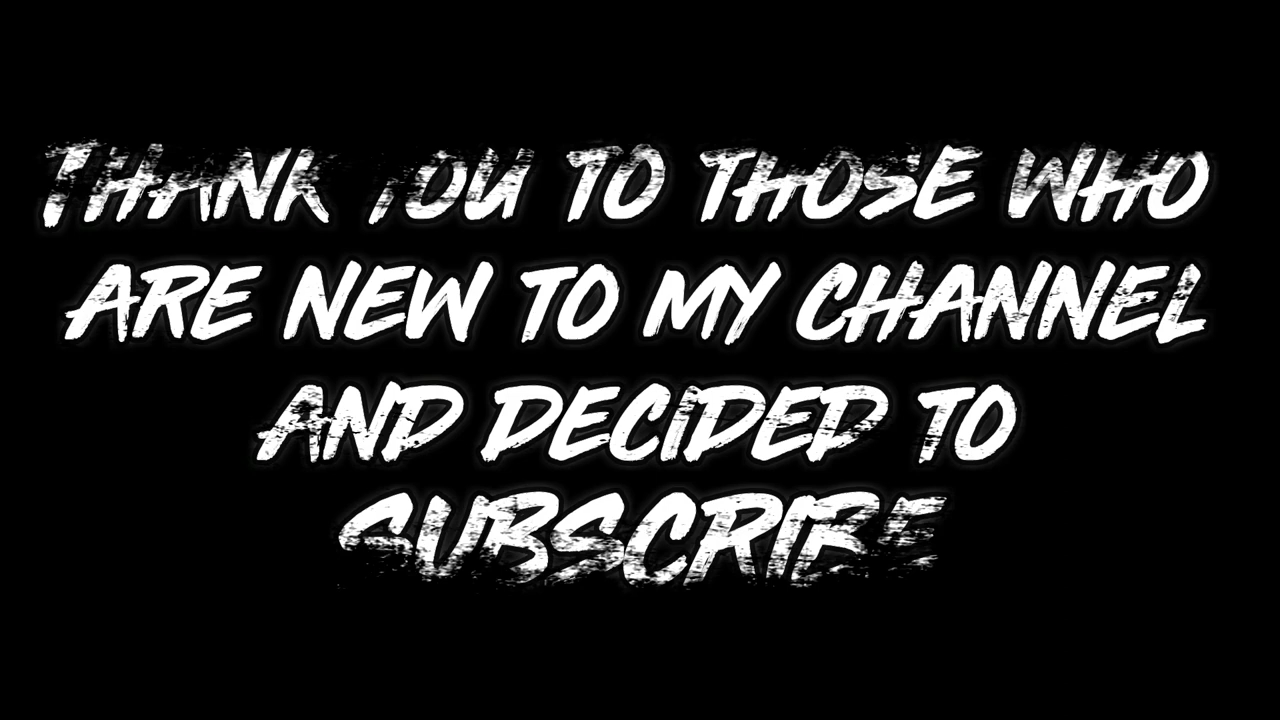 THANK YOU TO THOSE WHO
ARE NEW TO MY CHANNEL
AND DECIDED TO
SUBSCRIBE